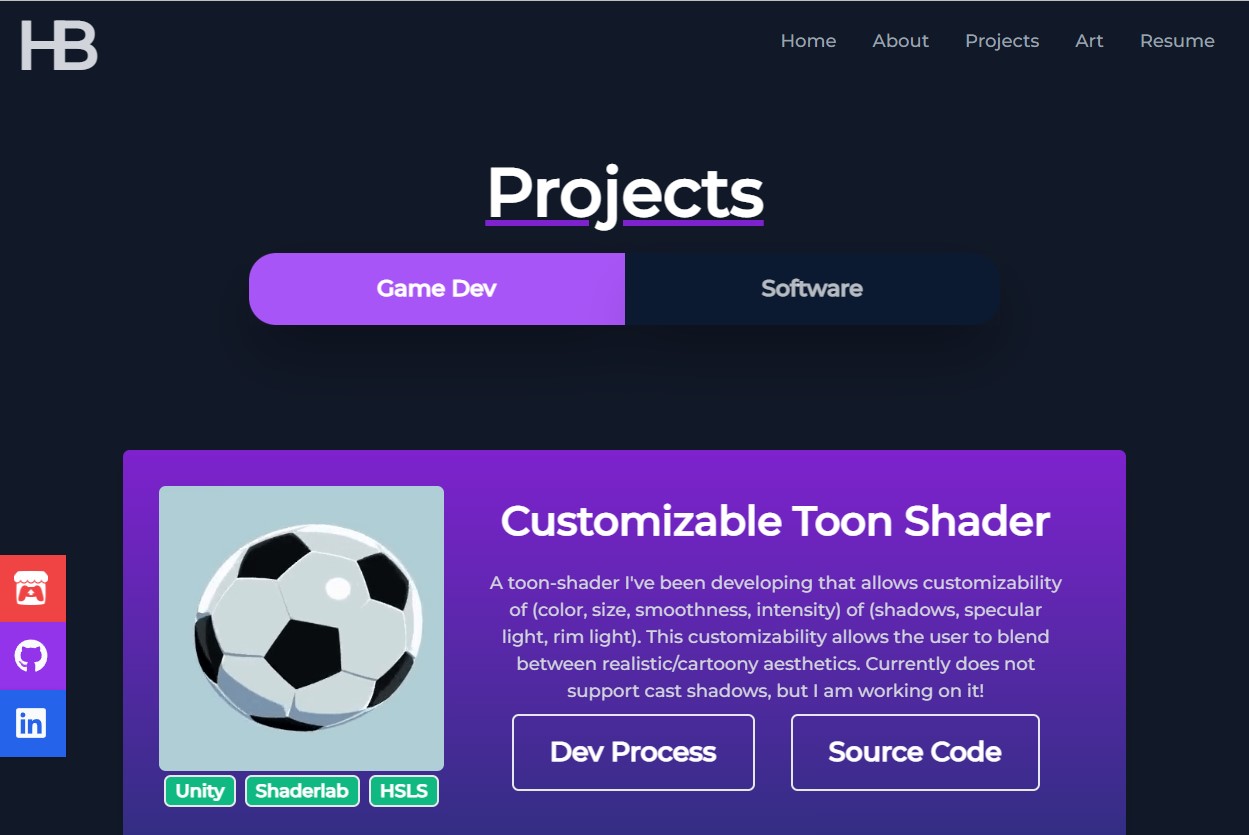 HB
Home About Projects Art Resume
Projects
Game Dev Software
Customizable Toon Shader
A toon-shader I've been developing that allows customizability
of (color, size, smoothness, intensity) of (shadows, specular
light, rim light). This customizability allows the user to blend
between realistic/cartoony aesthetics. Currently does not
support cast shadows, but I am working on it!
Dev Process Source Code
Unity Shaderlab HSLS
in